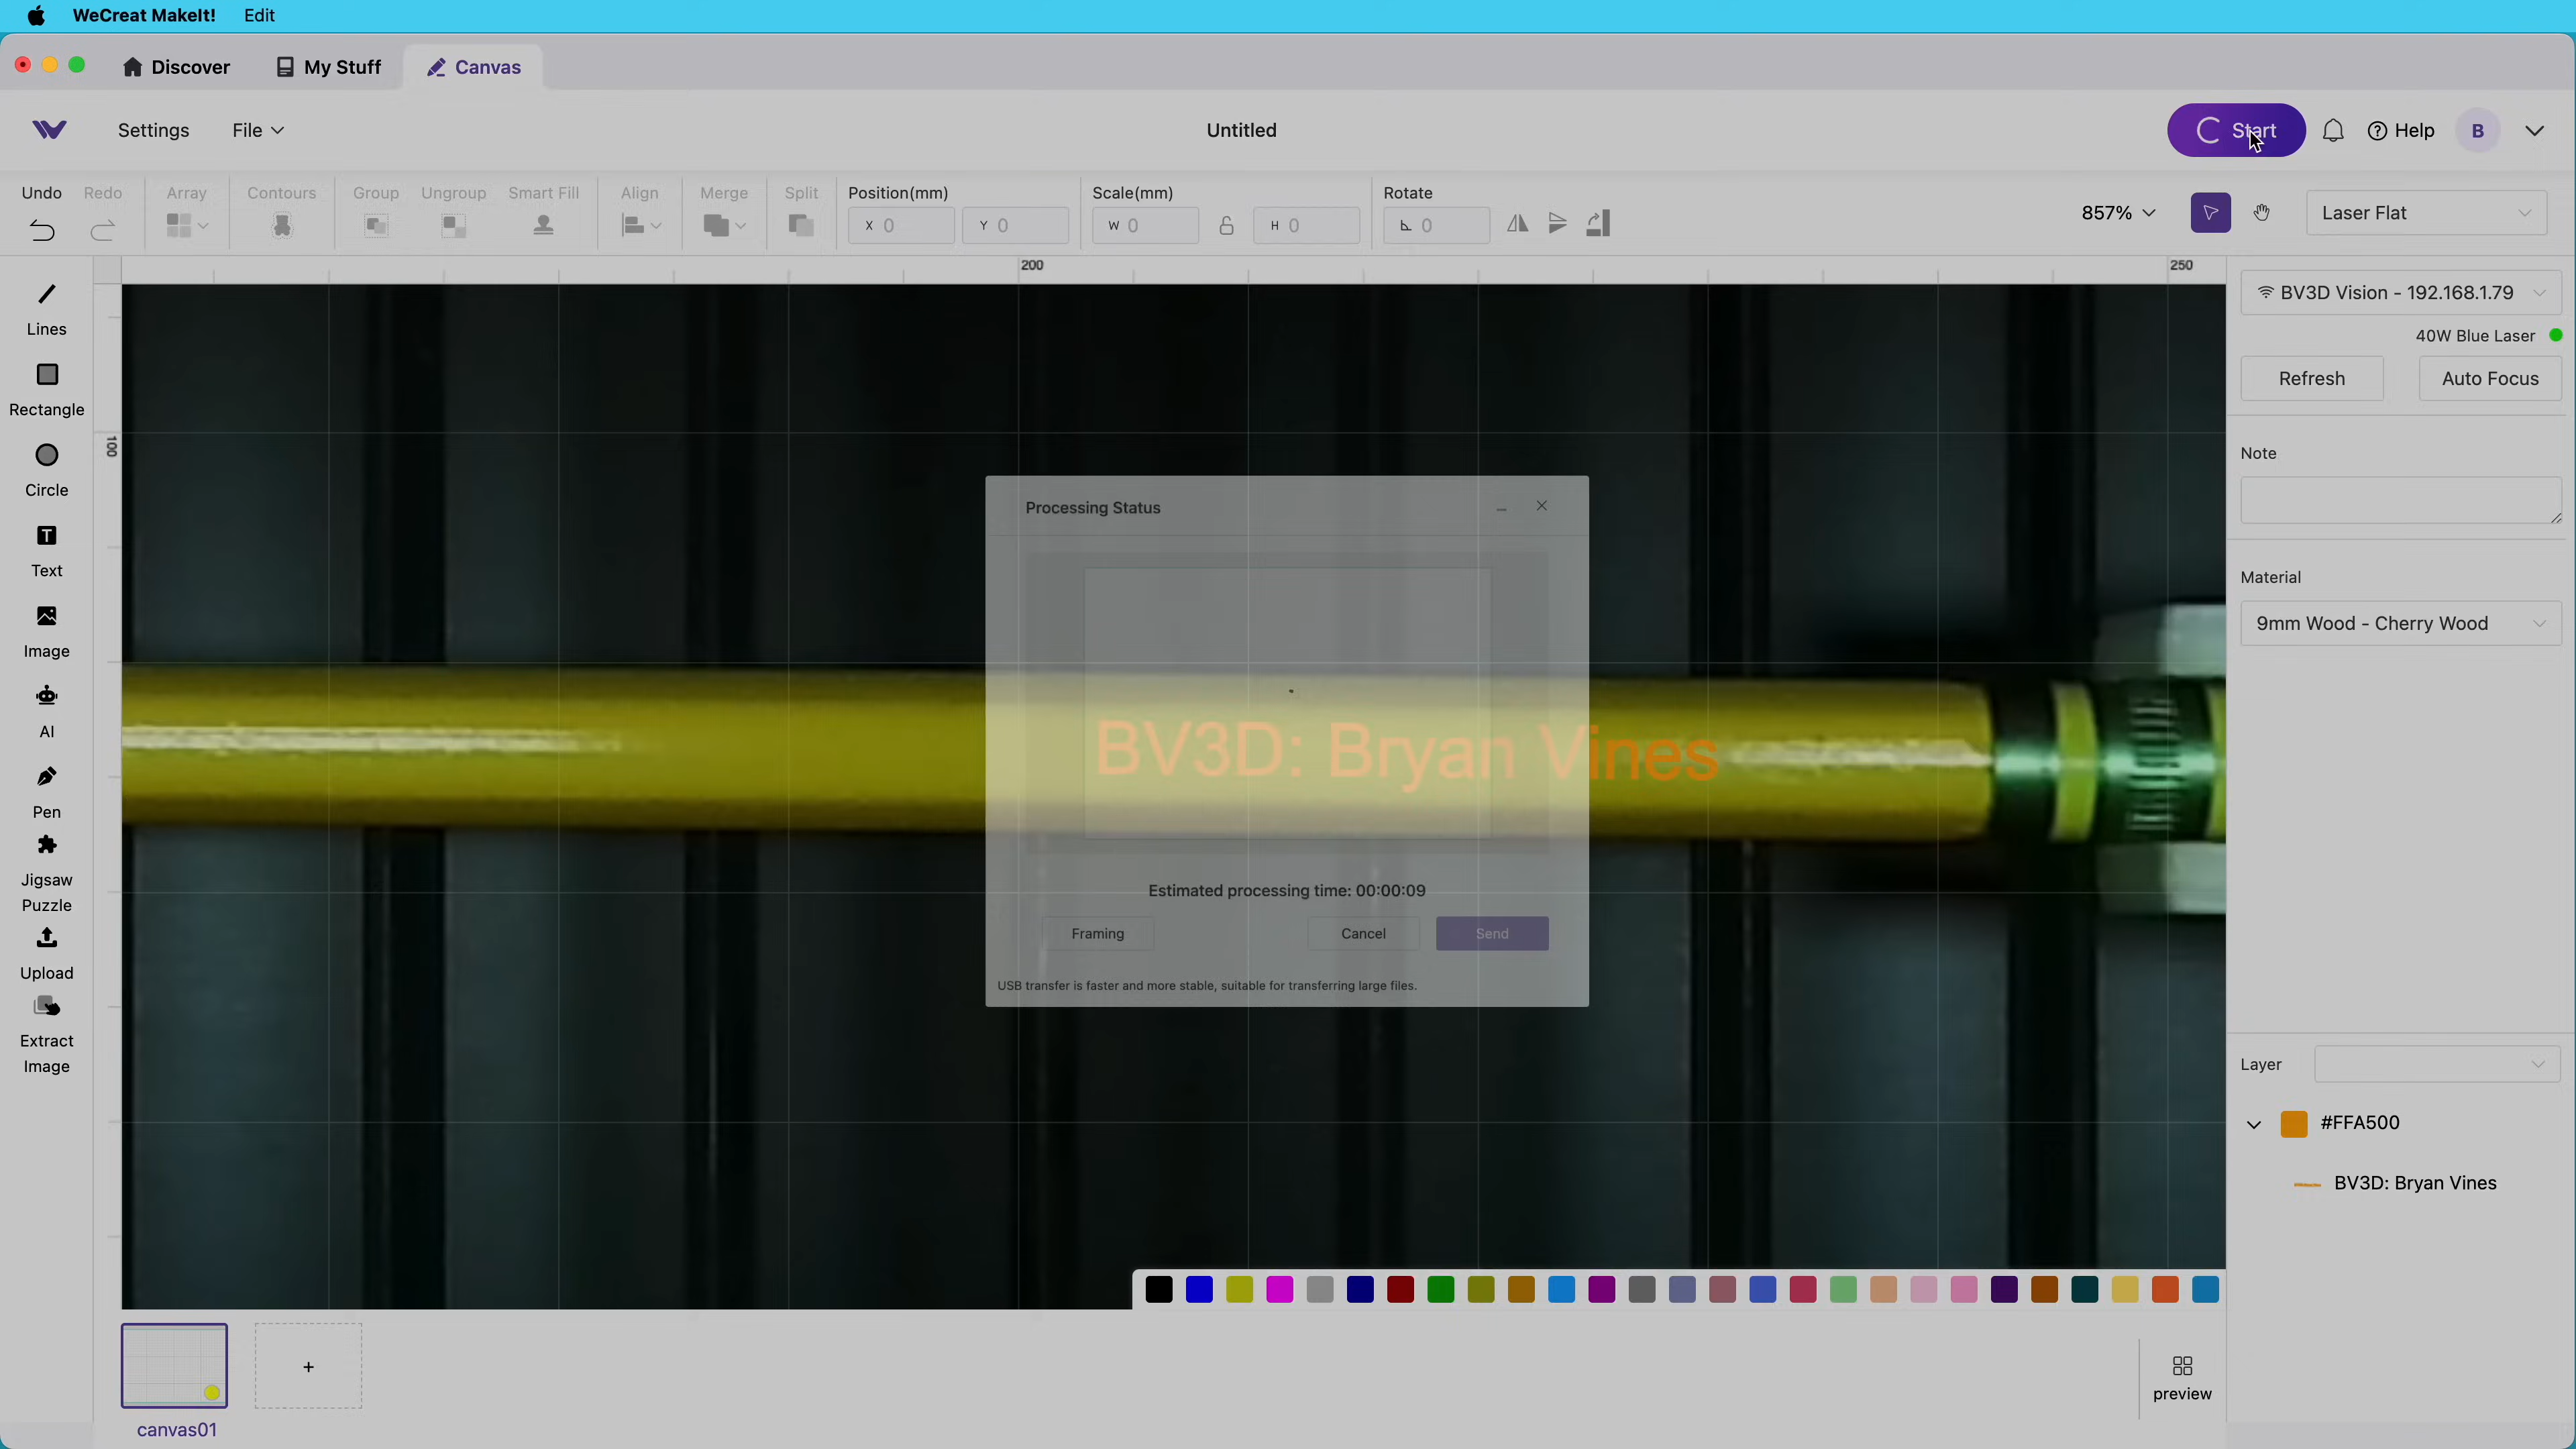 WeCreat MakeIt! Edit
Discover My Stuff Canvas
Settings File Untitled Start Help B
Undo Redo Array Contours Group Ungroup Smart Fill Align Merge Split Position(mm) Scale(mm) Rotate
X 0 Y 0 W 0 H 0 0 857% Laser Flat
200 250
100
Lines
Rectangle
Circle
Text
Image
AI
Pen
Jigsaw
Puzzle
Upload
Extract
Image
Processing Status
BV3D: Bryan Vines
Estimated processing time: 00:00:09
Framing Cancel Send
USB transfer is faster and more stable, suitable for transferring large files.
BV3D Vision - 192.168.1.79
40W Blue Laser
Refresh Auto Focus
Note
Material
9mm Wood - Cherry Wood
Layer
#FFA500
BV3D: Bryan Vines
+
canvas01
preview